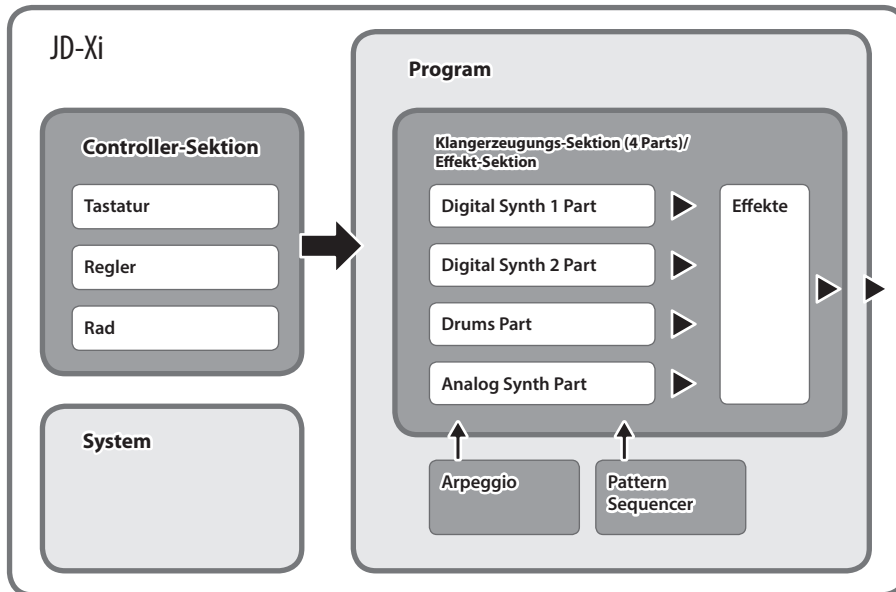 JD-Xi
Controller-Sektion
Tastatur
Regler
Rad
System
Program
Klangerzeugungs-Sektion (4 Parts)/
Effekt-Sektion
Digital Synth 1 Part
Digital Synth 2 Part
Drums Part
Analog Synth Part
Effekte
Arpeggio
Pattern
Sequencer